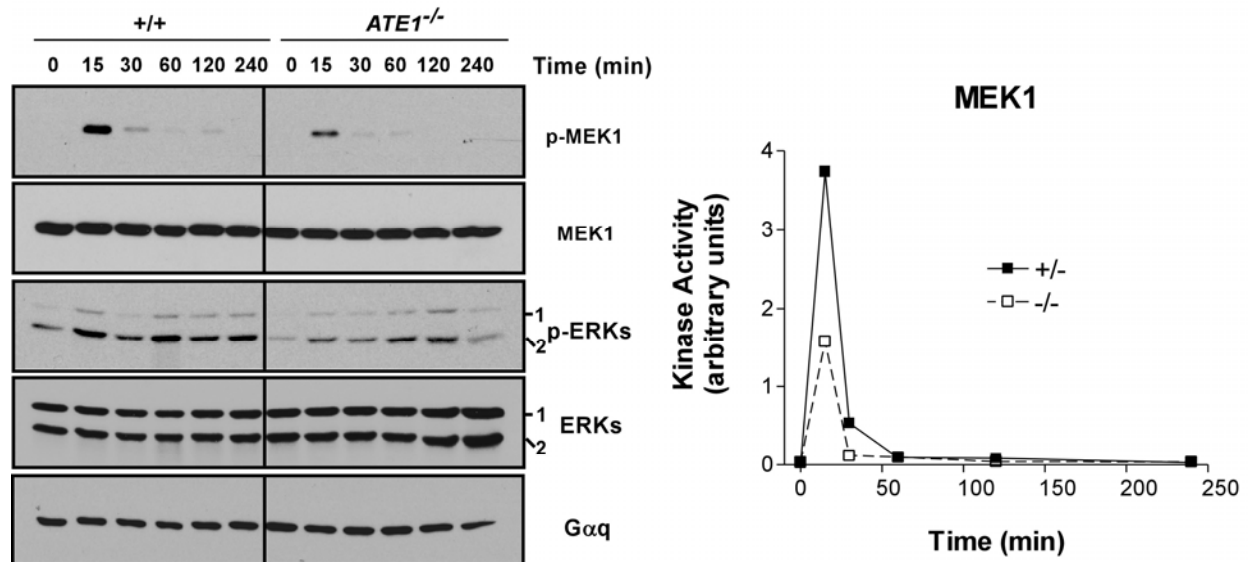 +/+ ATE1-/-
0 15 30 60 120 240 0 15 30 60 120 240 Time (min)
p-MEK1
MEK1
1
p-ERKs
2
1
ERKs
2
Gαq
MEK1
Kinase Activity
(arbitrary units)
4
3
2
1
0
+/-
-/-
0 50 100 150 200 250
Time (min)